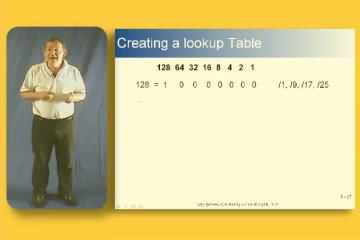 Creating a lookup Table
128 64 32 16 8 4 2 1
128 = 1 0 0 0 0 0 0 0 /1, /9, /17, /25